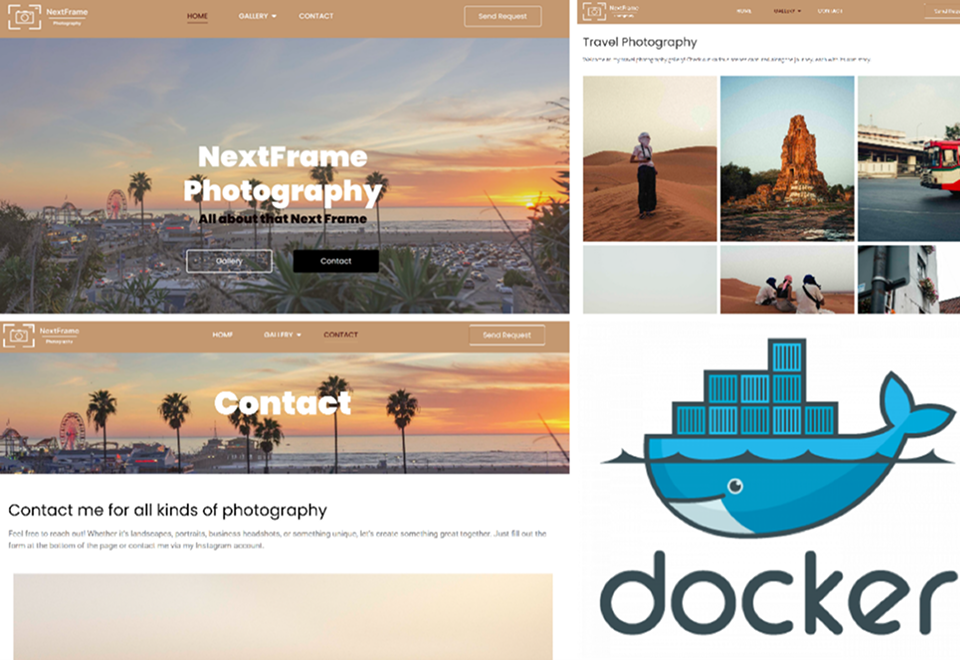 NextFrame
Photography
HOME
GALLERY
CONTACT
Send Request
NextFrame
Photography
All about that Next Frame
Gallery
Contact
NextFrame
HOME
GALLERY
CONTACT
Travel Photography
NextFrame
Photography
HOME
GALLERY
CONTACT
Send Request
Contact
Contact me for all kinds of photography
Feel free to reach out! Whether it's landscapes, portraits, business headshots, or something unique, let's create something great together. Just fill out the
form at the bottom of the page or contact me via my Instagram account.
docker